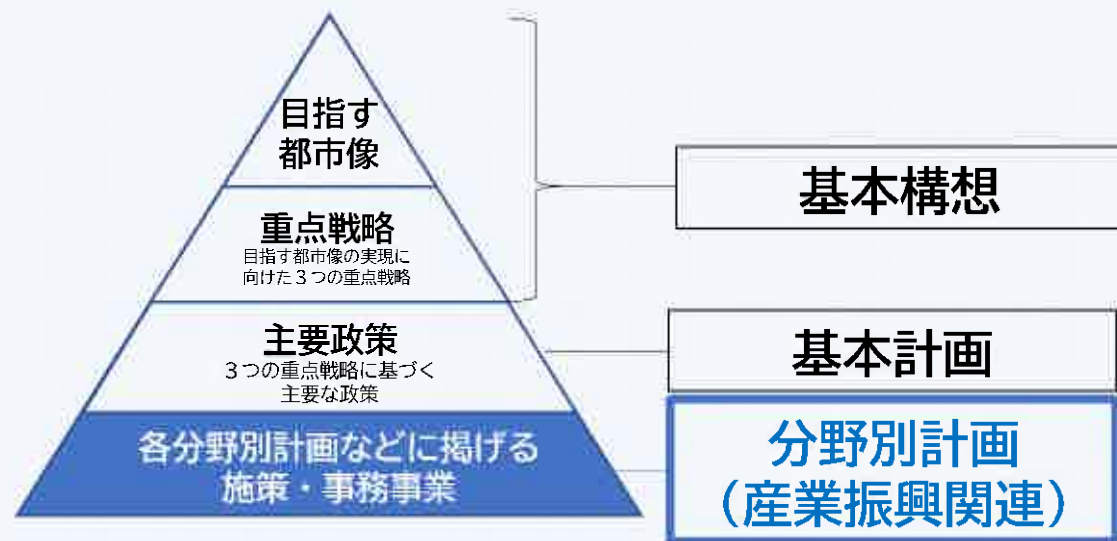 目指す
都市像
重点戦略
目指す都市像の実現に
向けた３つの重点戦略
主要政策
３つの重点戦略に基づく
主要な政策
各分野別計画などに掲げる
施策・事務事業
基本構想
基本計画
分野別計画
（産業振興関連）